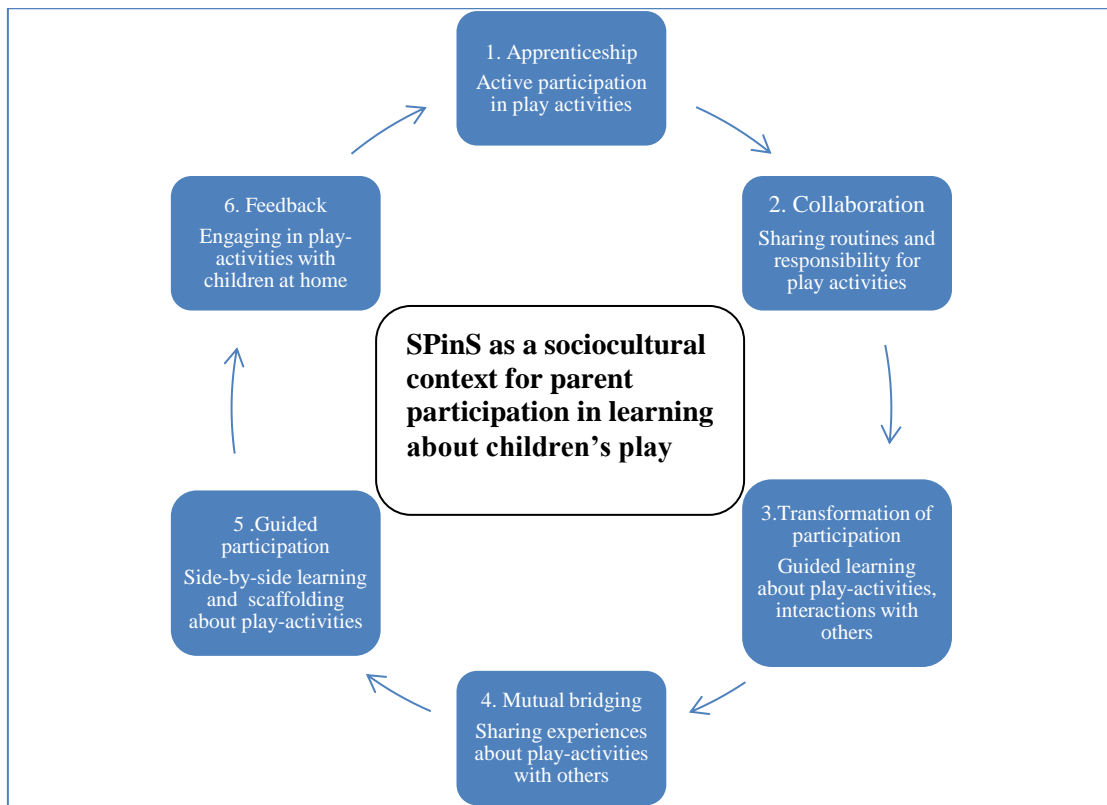 1. Apprenticeship
Active participation
in play activities
2. Collaboration
Sharing routines and
responsibility for
play activities
3.Transformation of
participation
Guided learning
about play-activities,
interactions with
others
4. Mutual bridging
Sharing experiences
about play-activities
with others
5 .Guided
participation
Side-by-side learning
and scaffolding
about play-activities
6. Feedback
Engaging in play-
activities with
children at home
SPinS as a sociocultural
context for parent
participation in learning
about children’s play